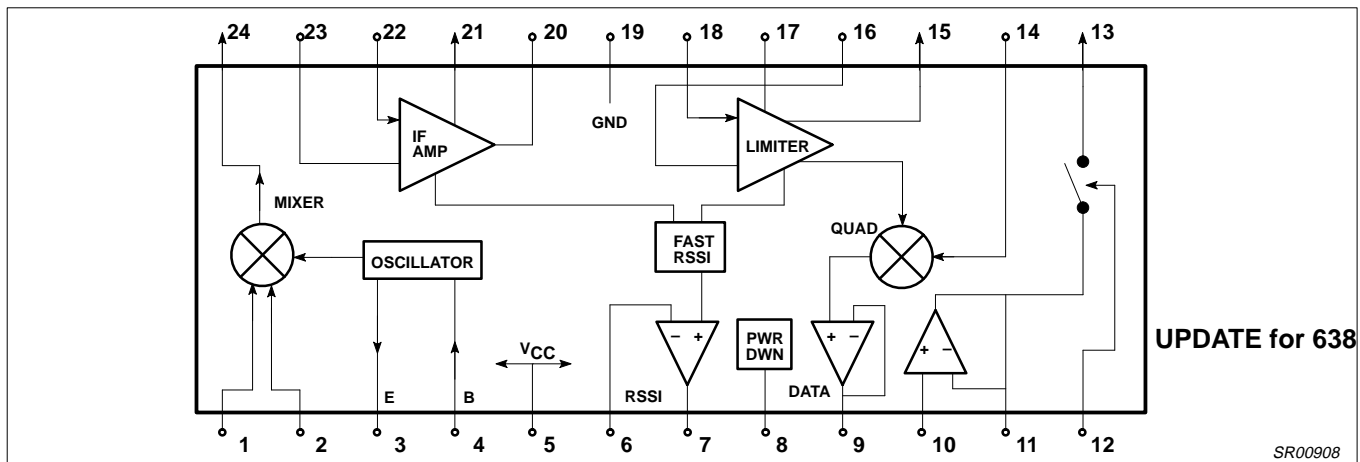 24 23 22 21 20 19 18 17 16 15 14 13
GND
IF
AMP
LIMITER
MIXER
QUAD
FAST
RSSI
OSCILLATOR
UPDATE for 638
− +
+ −
+ −
PWR
DWN
VCC
RSSI
DATA
E B
1 2 3 4 5 6 7 8 9 10 11 12
SR00908